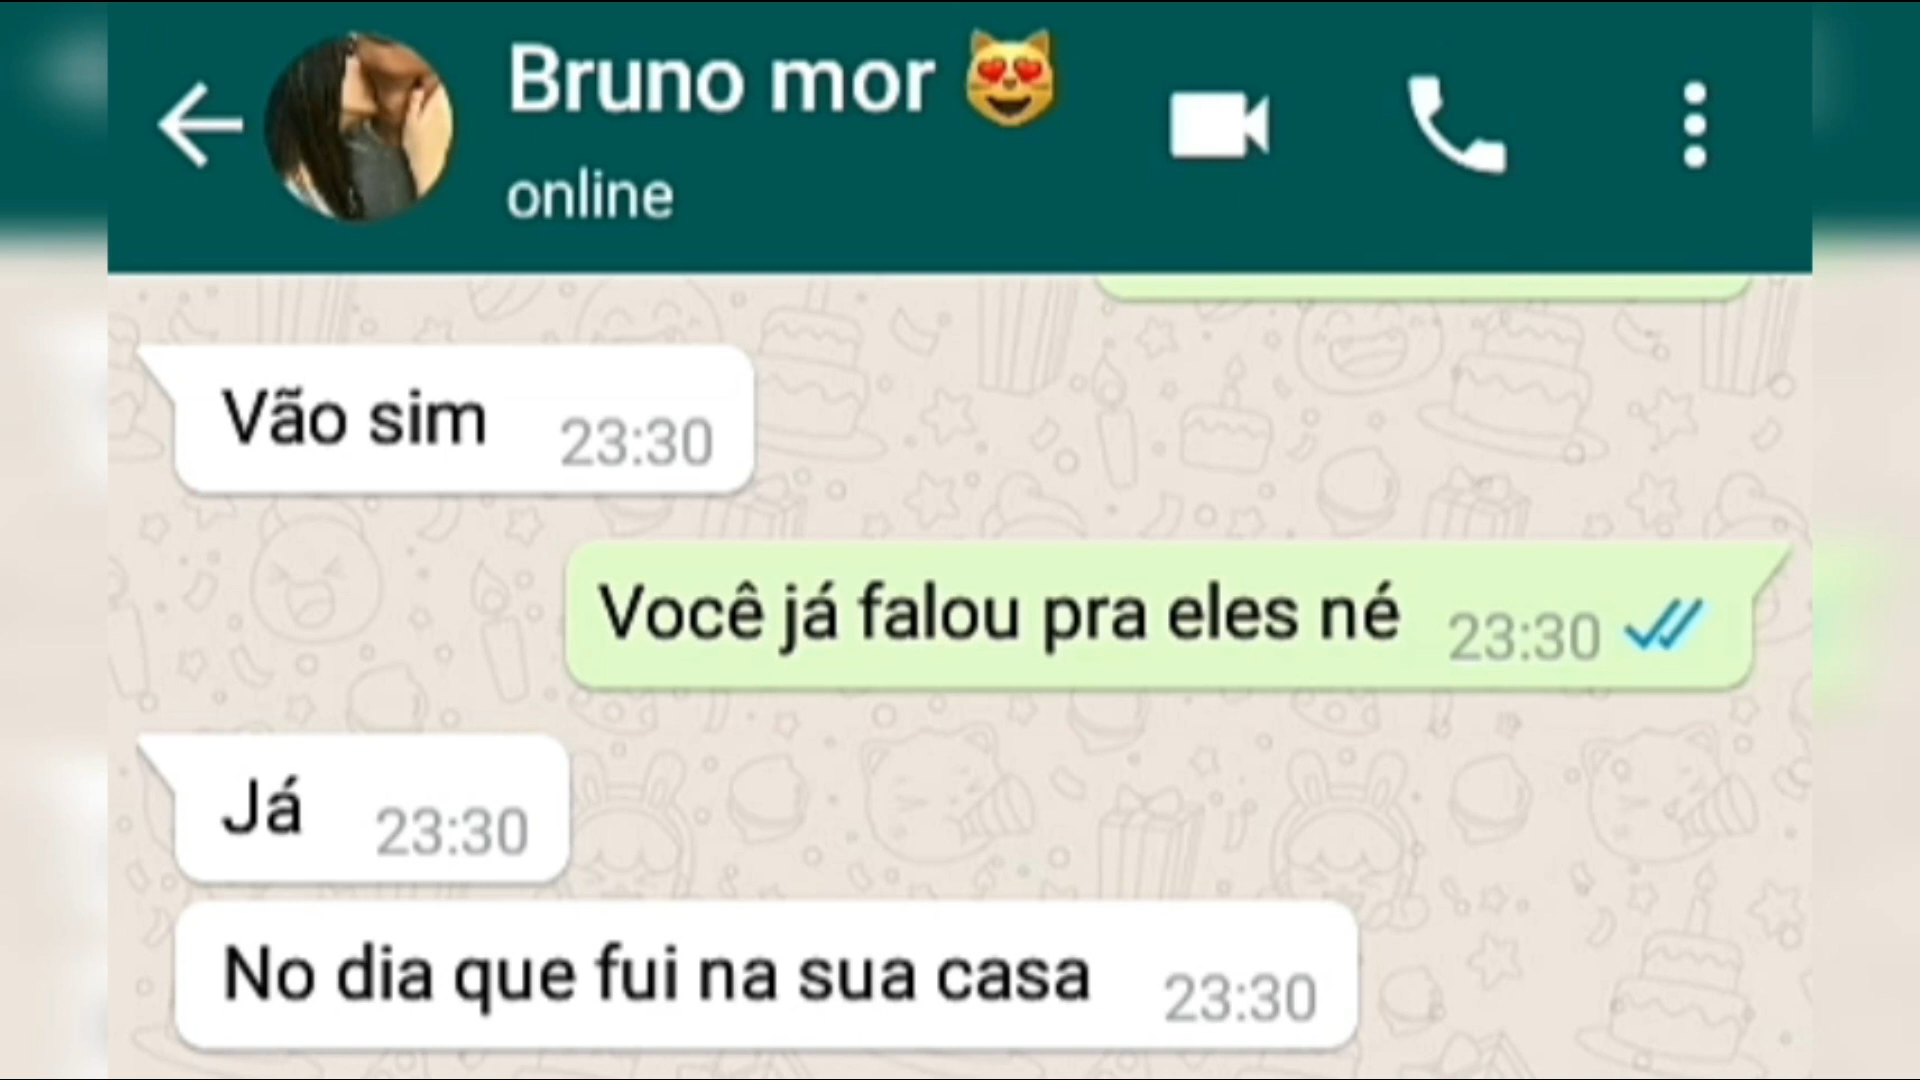 Bruno mor 😻
online
Vão sim 23:30
Você já falou pra eles né 23:30
Já 23:30
No dia que fui na sua casa 23:30